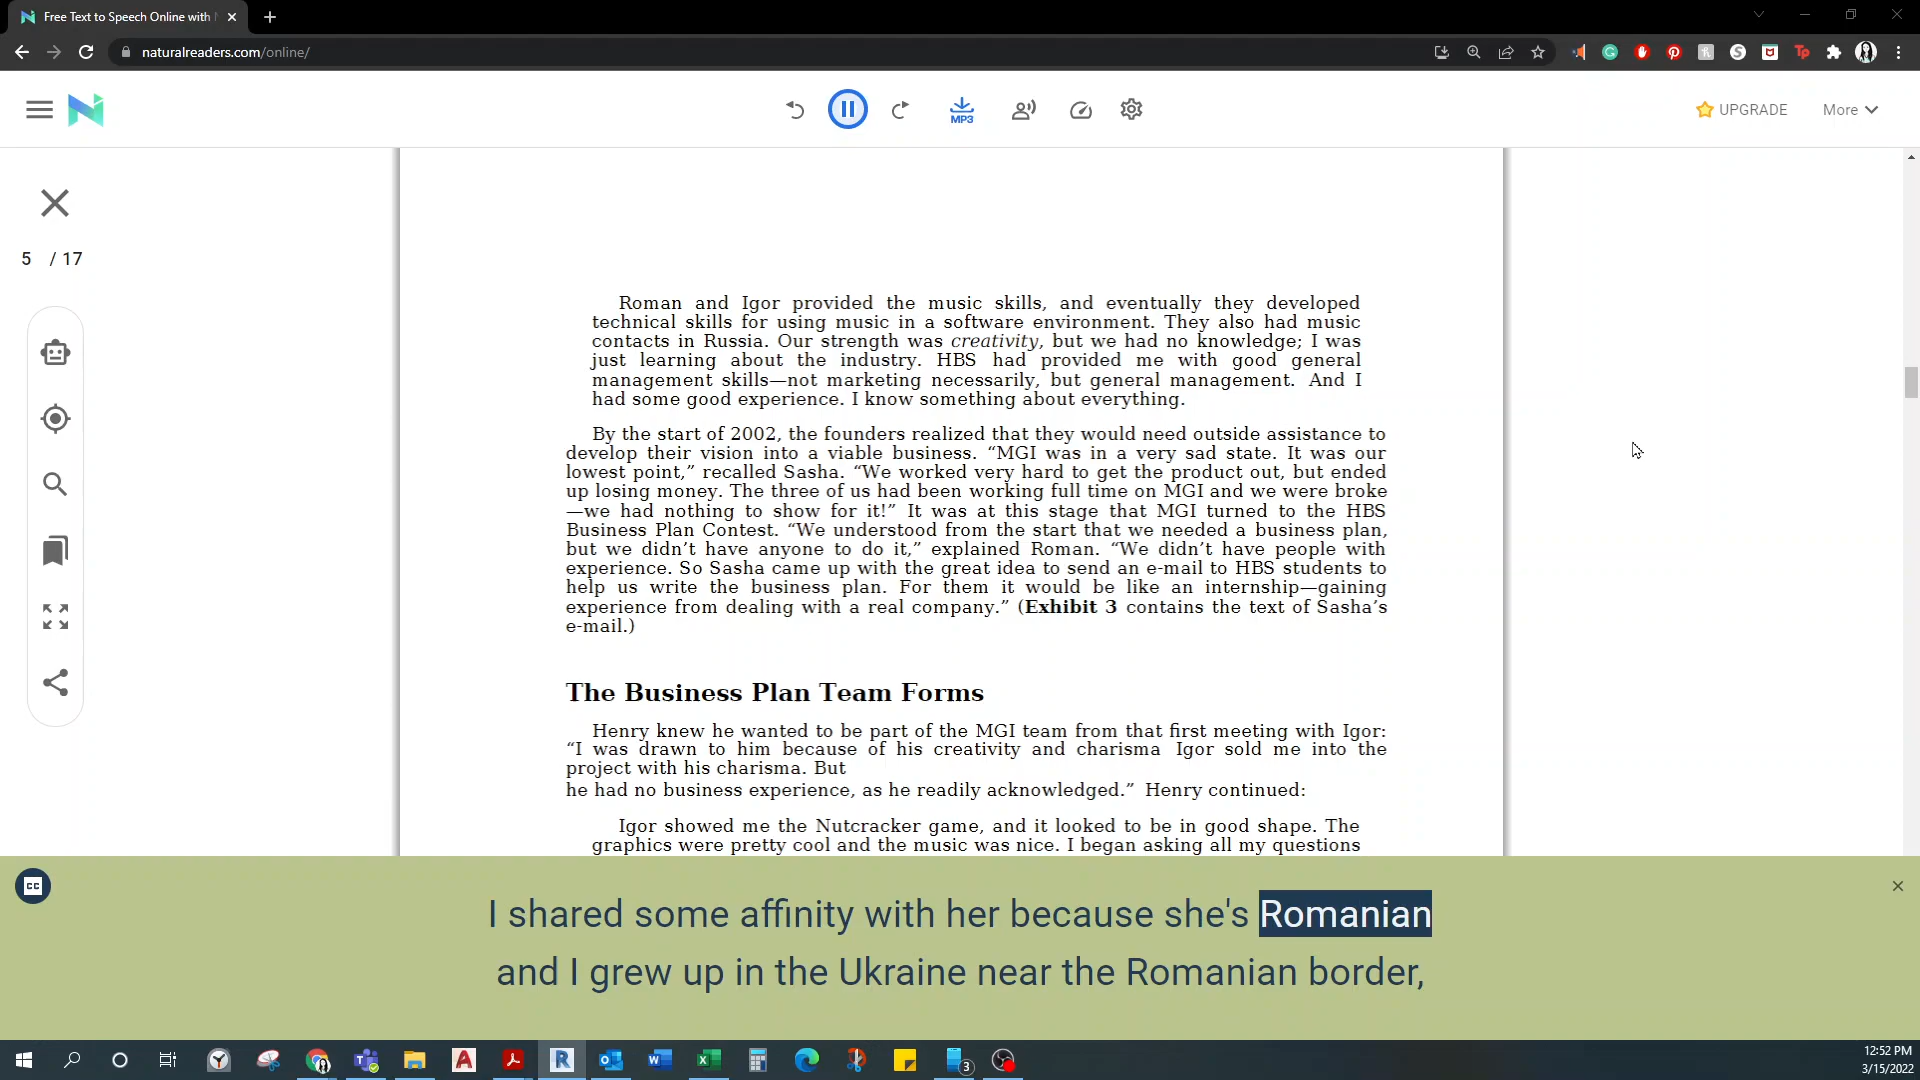 Free Text to Speech Online with
naturalreaders.com/online/
MP3
UPGRADE
More
5 / 17
Roman and Igor provided the music skills, and eventually they developed
technical skills for using music in a software environment. They also had music
contacts in Russia. Our strength was creativity, but we had no knowledge; I was
just learning about the industry. HBS had provided me with good general
management skills—not marketing necessarily, but general management. And I
had some good experience. I know something about everything.
By the start of 2002, the founders realized that they would need outside assistance to
develop their vision into a viable business. “MGI was in a very sad state. It was our
lowest point,” recalled Sasha. “We worked very hard to get the product out, but ended
up losing money. The three of us had been working full time on MGI and we were broke
—we had nothing to show for it!” It was at this stage that MGI turned to the HBS
Business Plan Contest. “We understood from the start that we needed a business plan,
but we didn’t have anyone to do it,” explained Roman. “We didn’t have people with
experience. So Sasha came up with the great idea to send an e-mail to HBS students to
help us write the business plan. For them it would be like an internship—gaining
experience from dealing with a real company.” (Exhibit 3 contains the text of Sasha’s
e-mail.)
The Business Plan Team Forms
Henry knew he wanted to be part of the MGI team from that first meeting with Igor:
“I was drawn to him because of his creativity and charisma Igor sold me into the
project with his charisma. But
he had no business experience, as he readily acknowledged.” Henry continued:
Igor showed me the Nutcracker game, and it looked to be in good shape. The
graphics were pretty cool and the music was nice. I began asking all my questions
CC
I shared some affinity with her because she's Romanian
and I grew up in the Ukraine near the Romanian border,
3
12:52 PM
3/15/2022